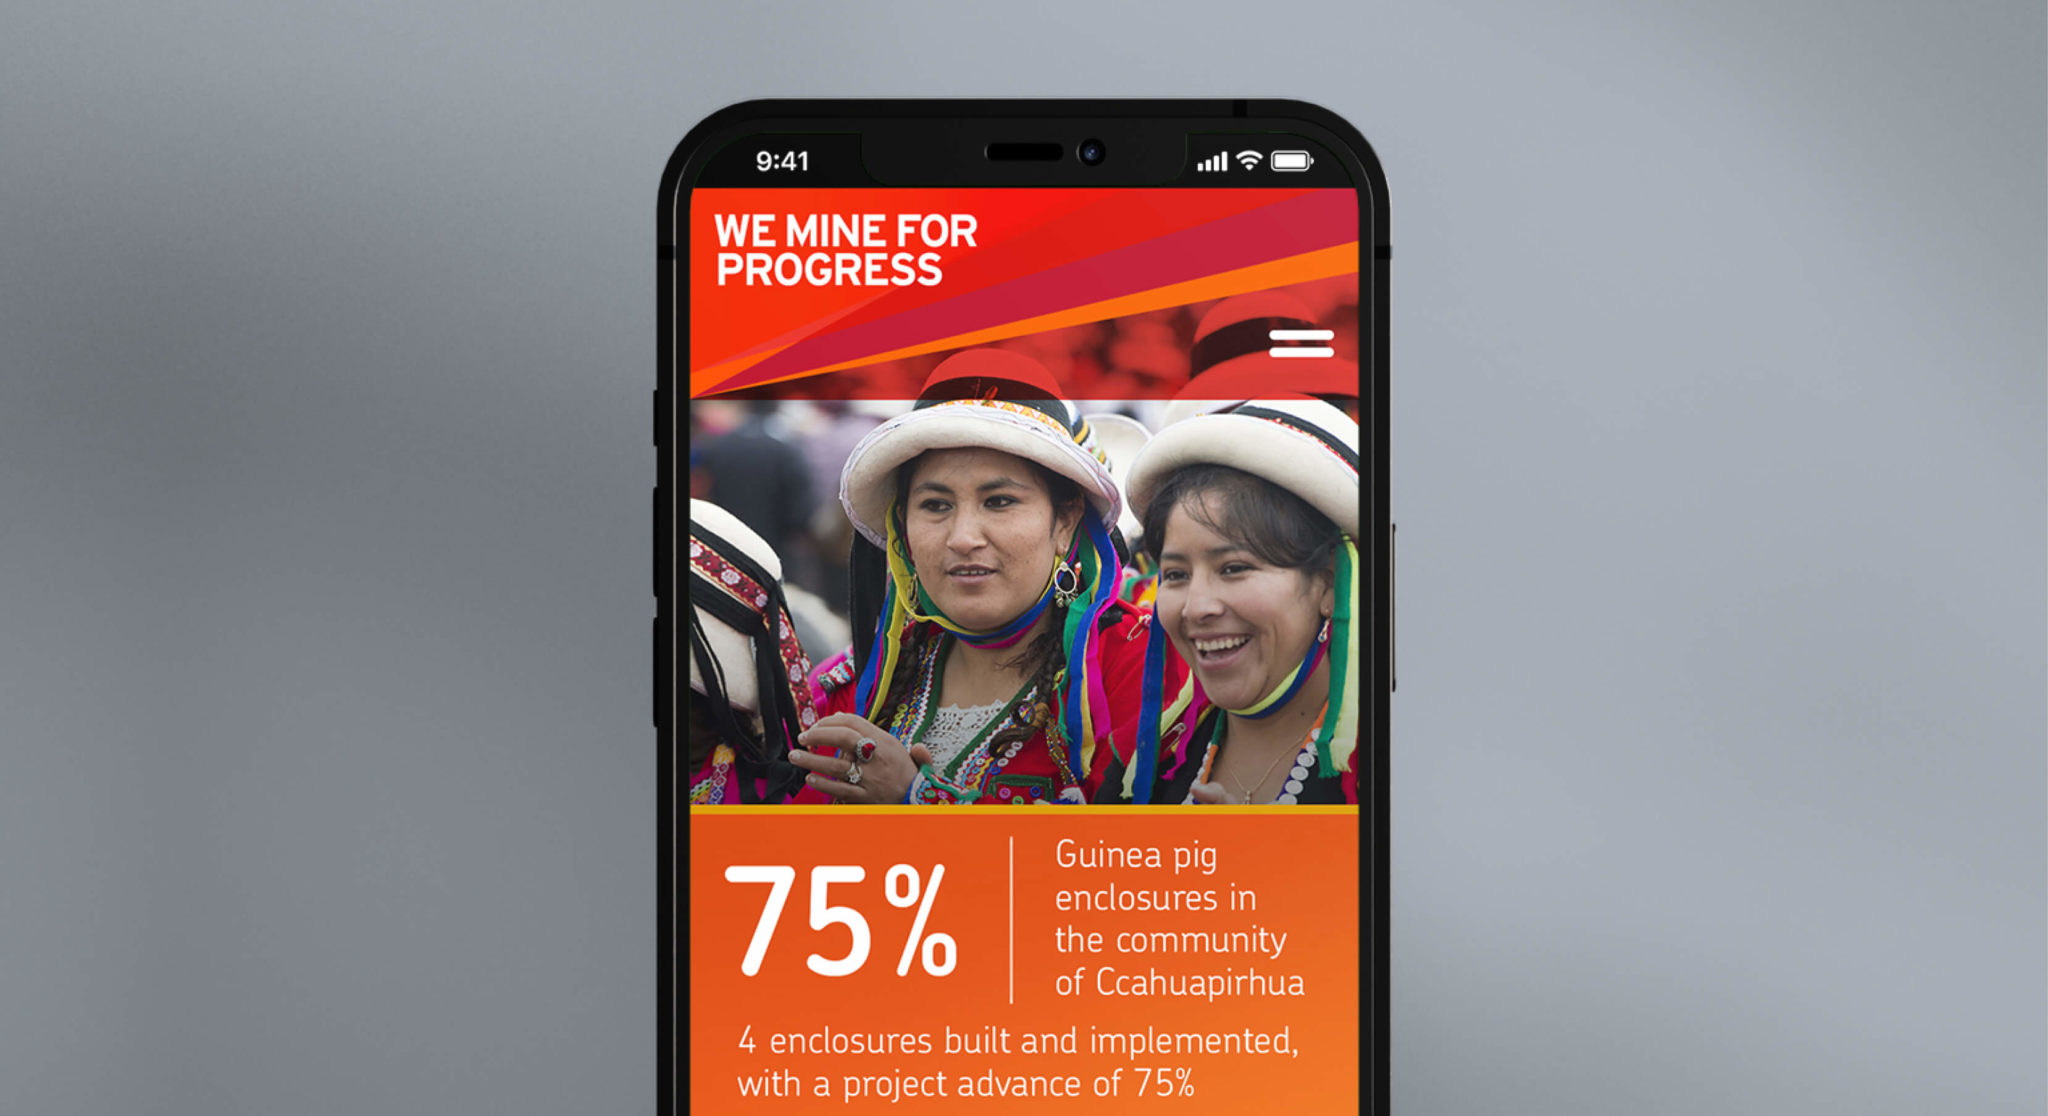 9:41
WE MINE FOR
PROGRESS
75%
Guinea pig
enclosures in
the community
of Ccahuapirhua
4 enclosures built and implemented,
with a project advance of 75%